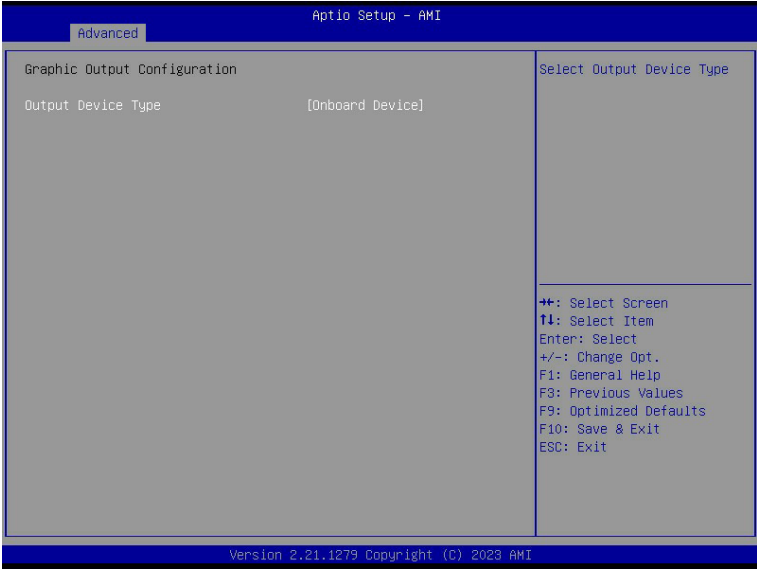 Aptio Setup – AMI
Advanced
Graphic Output Configuration
Output Device Type [Onboard Device]
Select Output Device Type
→←: Select Screen
↑↓: Select Item
Enter: Select
+/-: Change Opt.
F1: General Help
F3: Previous Values
F9: Optimized Defaults
F10: Save & Exit
ESC: Exit
Version 2.21.1279 Copyright (C) 2023 AMI